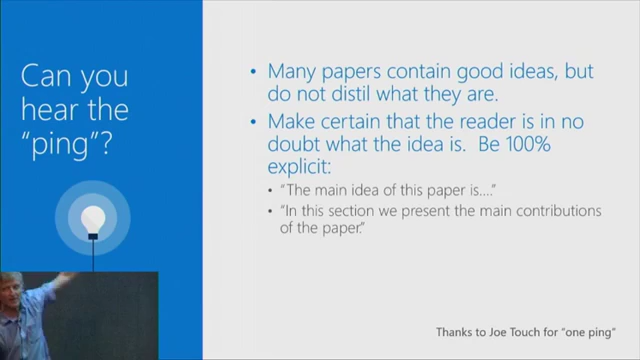 Can you
hear the
“ping”?
• Many papers contain good ideas, but
do not distil what they are.
• Make certain that the reader is in no
doubt what the idea is.  Be 100%
explicit:
• “The main idea of this paper is....”
• “In this section we present the main contributions
of the paper.”
Thanks to Joe Touch for “one ping”